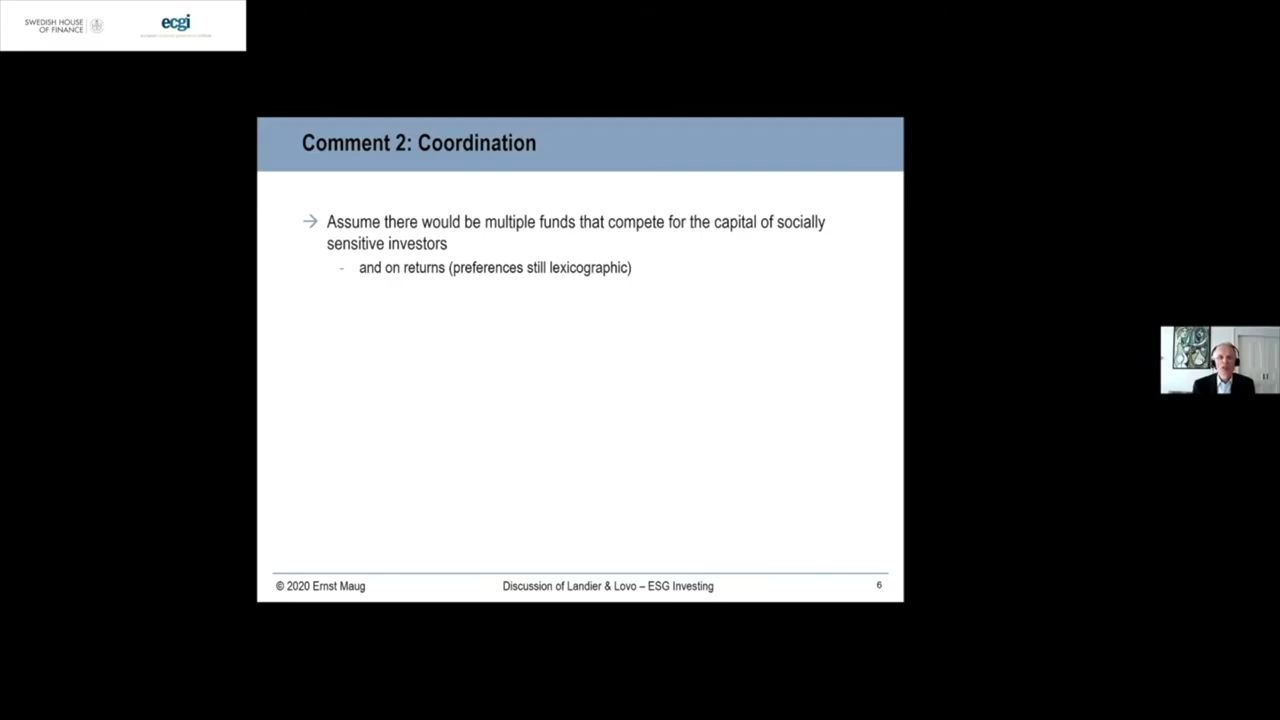 SWEDISH HOUSE
OF FINANCE
ecgi
Comment 2: Coordination
→ Assume there would be multiple funds that compete for the capital of socially
sensitive investors
- and on returns (preferences still lexicographic)
© 2020 Ernst Maug
Discussion of Landier & Lovo – ESG Investing
6